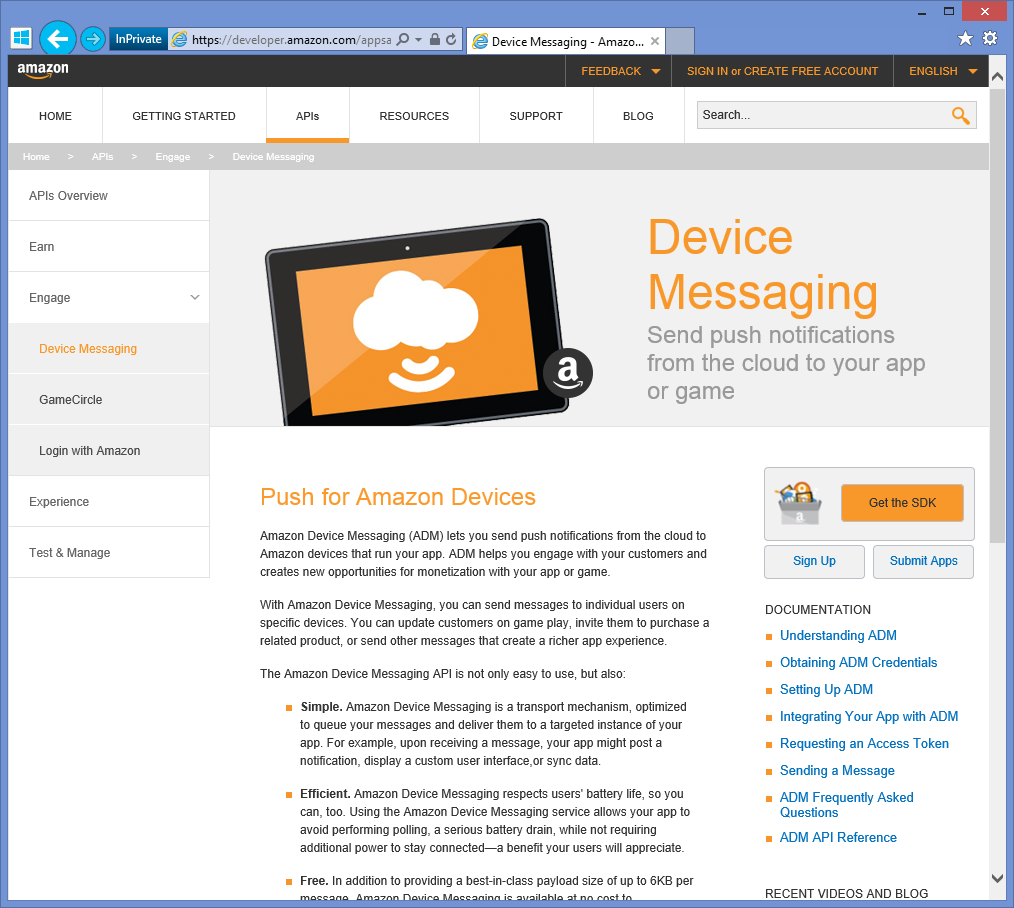 InPrivate
https://developer.amazon.com/appsa
Device Messaging - Amazo...
amazon
FEEDBACK
SIGN IN or CREATE FREE ACCOUNT
ENGLISH
HOME
GETTING STARTED
APIs
RESOURCES
SUPPORT
BLOG
Search...
Home > APIs > Engage > Device Messaging
APIs Overview
Earn
Engage
Device Messaging
GameCircle
Login with Amazon
Experience
Test & Manage
a
Device
Messaging
Send push notifications
from the cloud to your app
or game
Push for Amazon Devices
Amazon Device Messaging (ADM) lets you send push notifications from the cloud to
Amazon devices that run your app. ADM helps you engage with your customers and
creates new opportunities for monetization with your app or game.
With Amazon Device Messaging, you can send messages to individual users on
specific devices. You can update customers on game play, invite them to purchase a
related product, or send other messages that create a richer app experience.
The Amazon Device Messaging API is not only easy to use, but also:
Simple. Amazon Device Messaging is a transport mechanism, optimized
to queue your messages and deliver them to a targeted instance of your
app. For example, upon receiving a message, your app might post a
notification, display a custom user interface,or sync data.
Efficient. Amazon Device Messaging respects users' battery life, so you
can, too. Using the Amazon Device Messaging service allows your app to
avoid performing polling, a serious battery drain, while not requiring
additional power to stay connected—a benefit your users will appreciate.
Free. In addition to providing a best-in-class payload size of up to 6KB per
message, Amazon Device Messaging is available at no cost to
a
Get the SDK
Sign Up
Submit Apps
DOCUMENTATION
Understanding ADM
Obtaining ADM Credentials
Setting Up ADM
Integrating Your App with ADM
Requesting an Access Token
Sending a Message
ADM Frequently Asked
Questions
ADM API Reference
RECENT VIDEOS AND BLOG